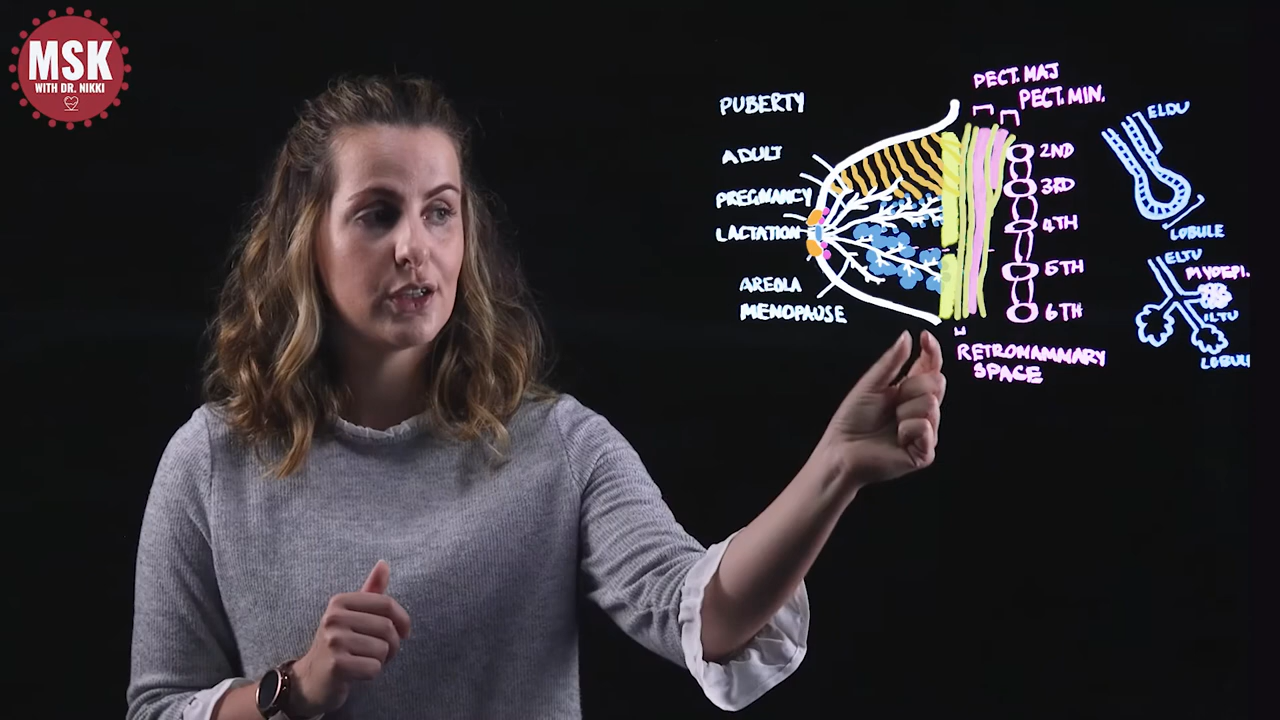 MSK
WITH DR. NIKKI
PUBERTY
ADULT
PREGNANCY
LACTATION
AREOLA
MENOPAUSE
PECT. MAJ
PECT. MIN.
2ND
3RD
4TH
5TH
6TH
RETROMAMMARY
SPACE
ELDU
LOBULE
ELTU
MYOEPI.
ILTU